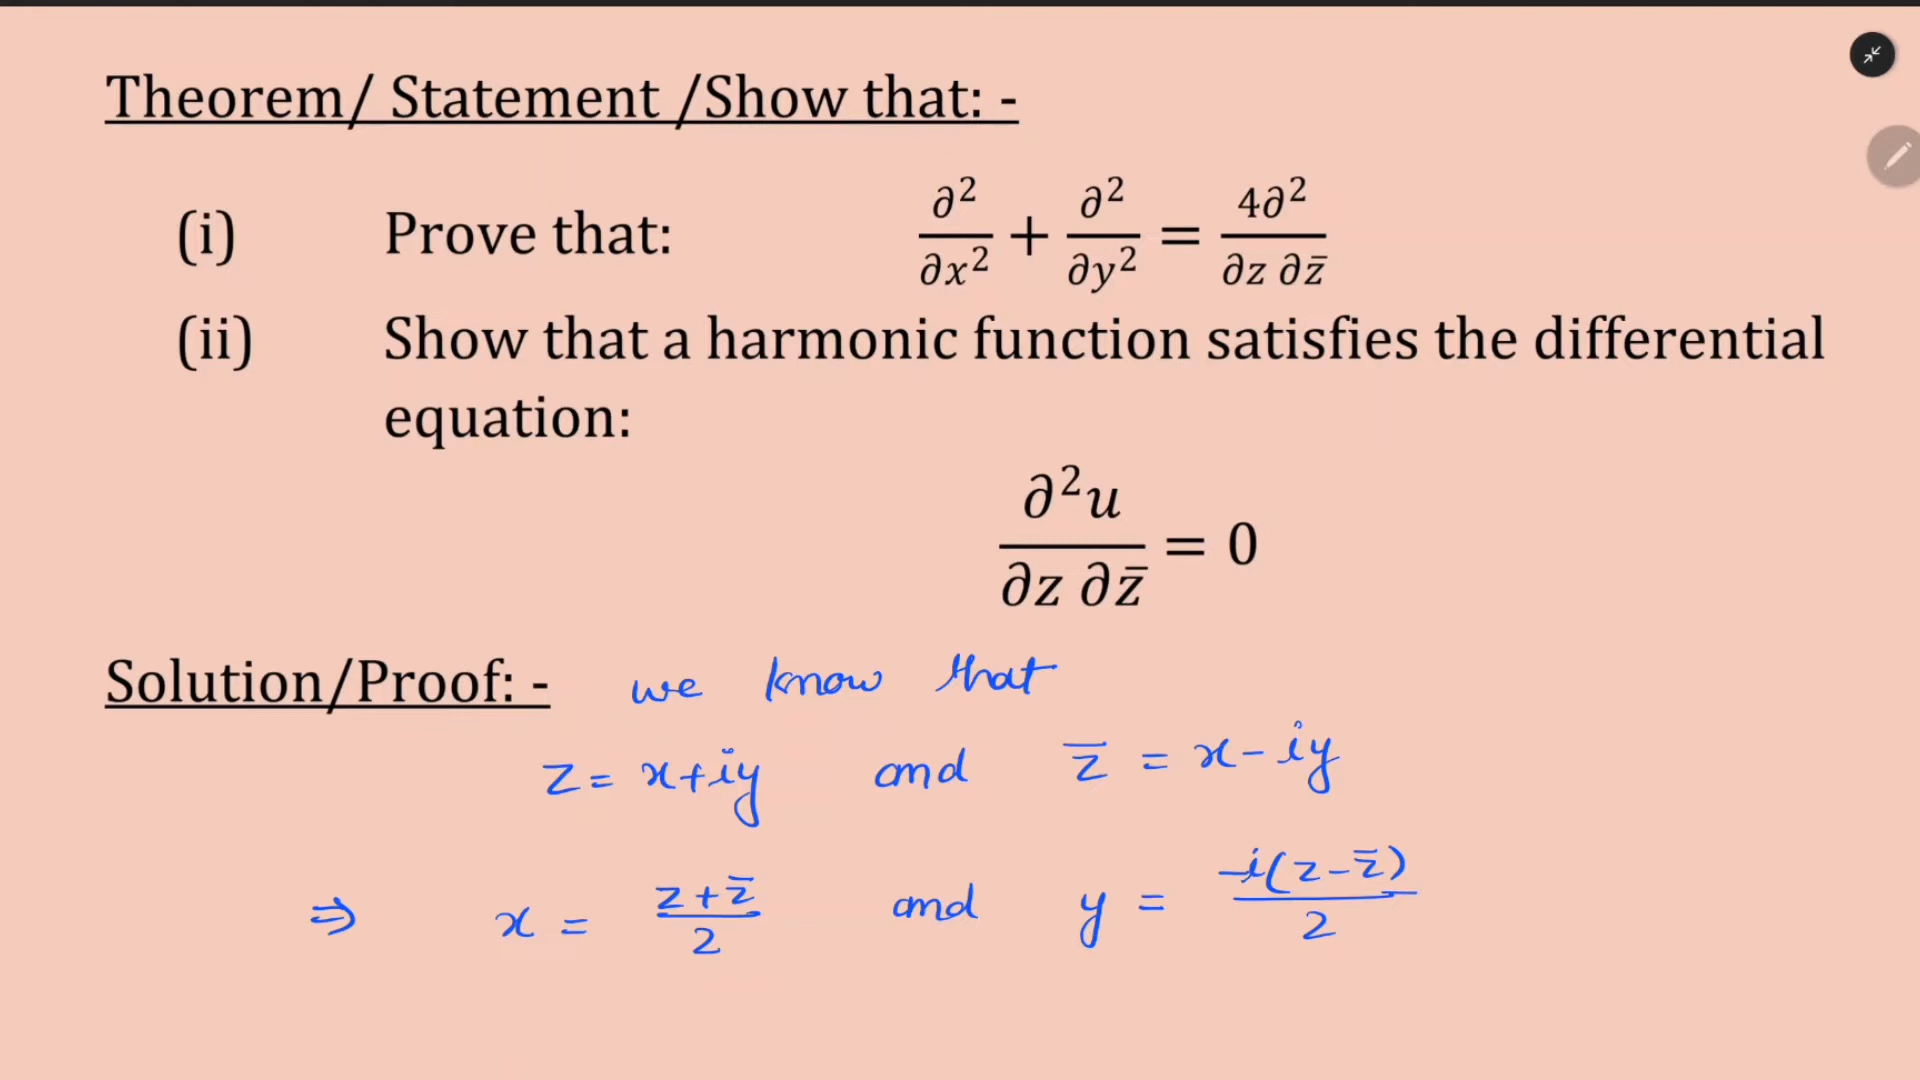 Theorem/ Statement /Show that: -
(i) Prove that: ∂²/∂x² + ∂²/∂y² = 4∂²/∂z ∂z̄
(ii) Show that a harmonic function satisfies the differential
equation:
∂²u/∂z ∂z̄ = 0
Solution/Proof: - we know that
z = x+iy and z̄ = x-iy
⇒ x = z+z̄/2 and y = -i(z-z̄)/2